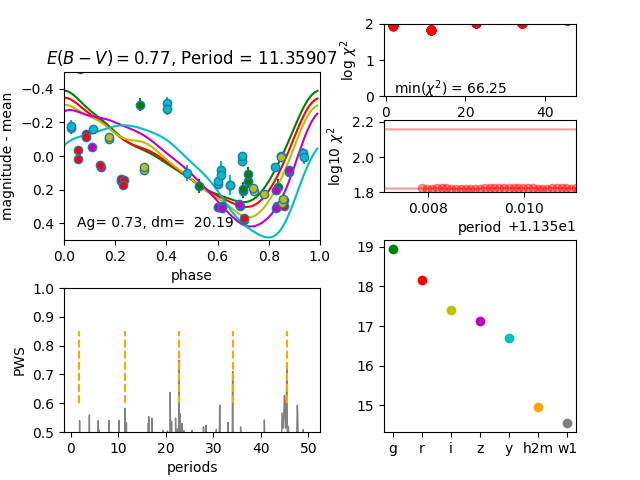 E(B − V) = 0.77, Period = 11.35907
−0.4
−0.2
0.0
0.2
0.4
magnitude - mean
Ag= 0.73, dm=  20.19
0.0 0.2 0.4 0.6 0.8 1.0
phase
2
1
0
log χ²
min(χ²) = 66.25
0 20 40
2.2
2.0
1.8
log10 χ²
0.008 0.010
period +1.135e1
1.0
0.9
0.8
0.7
0.6
0.5
PWS
0 10 20 30 40 50
periods
19
18
17
16
15
g r i z y h2m w1